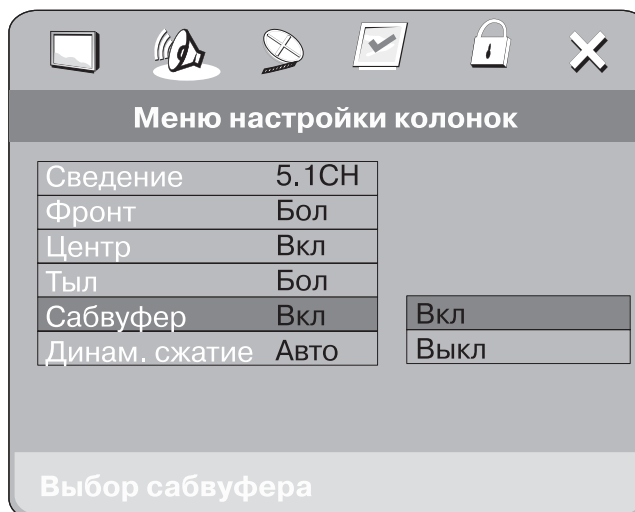 Меню настройки колонок
Сведение 5.1CH
Фронт Бол
Центр Вкл
Тыл Бол
Сабвуфер Вкл Вкл
Динам. сжатие Авто Выкл
Выбор сабвуфера